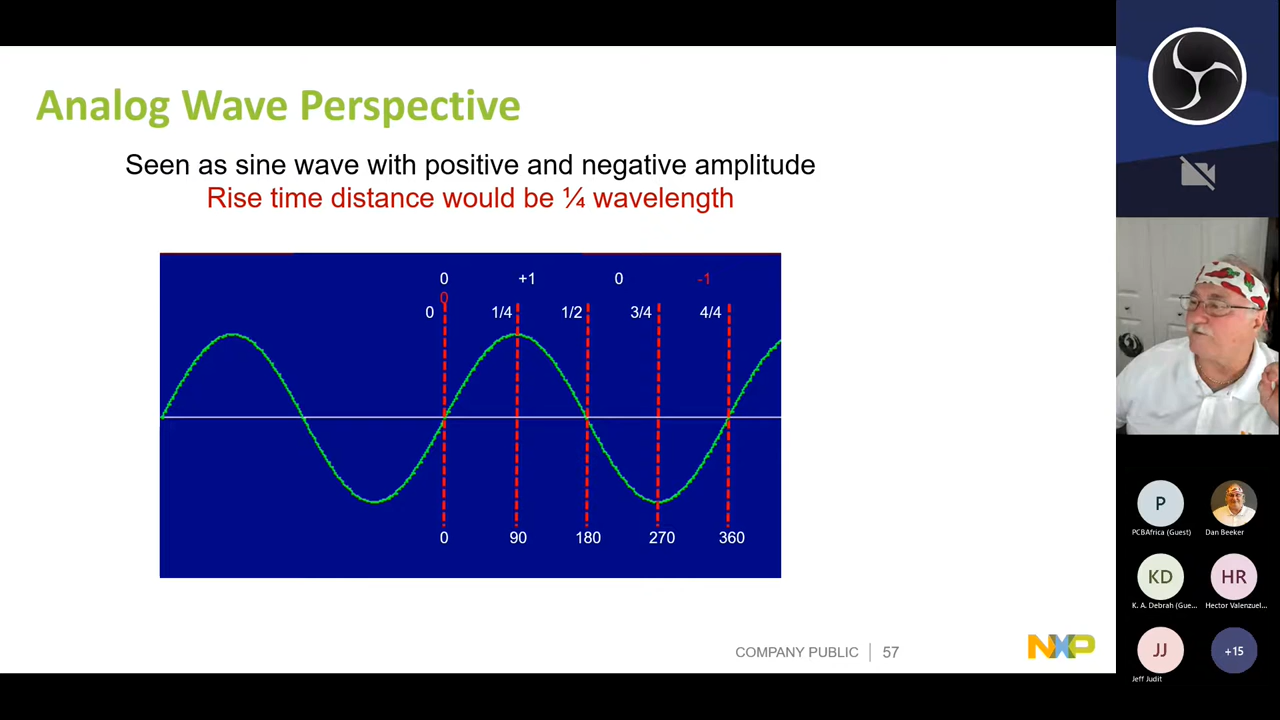 Analog Wave Perspective
Seen as sine wave with positive and negative amplitude
Rise time distance would be ¼ wavelength
0 +1 0 -1
0
0 1/4 1/2 3/4 4/4
0 90 180 270 360
COMPANY PUBLIC | 57
NXP
P
PCBAfrica (Guest) Dan Beeker
KD HR
K. A. Debrah (Gue... Hector Valenzuel...
JJ +15
Jeff Judit